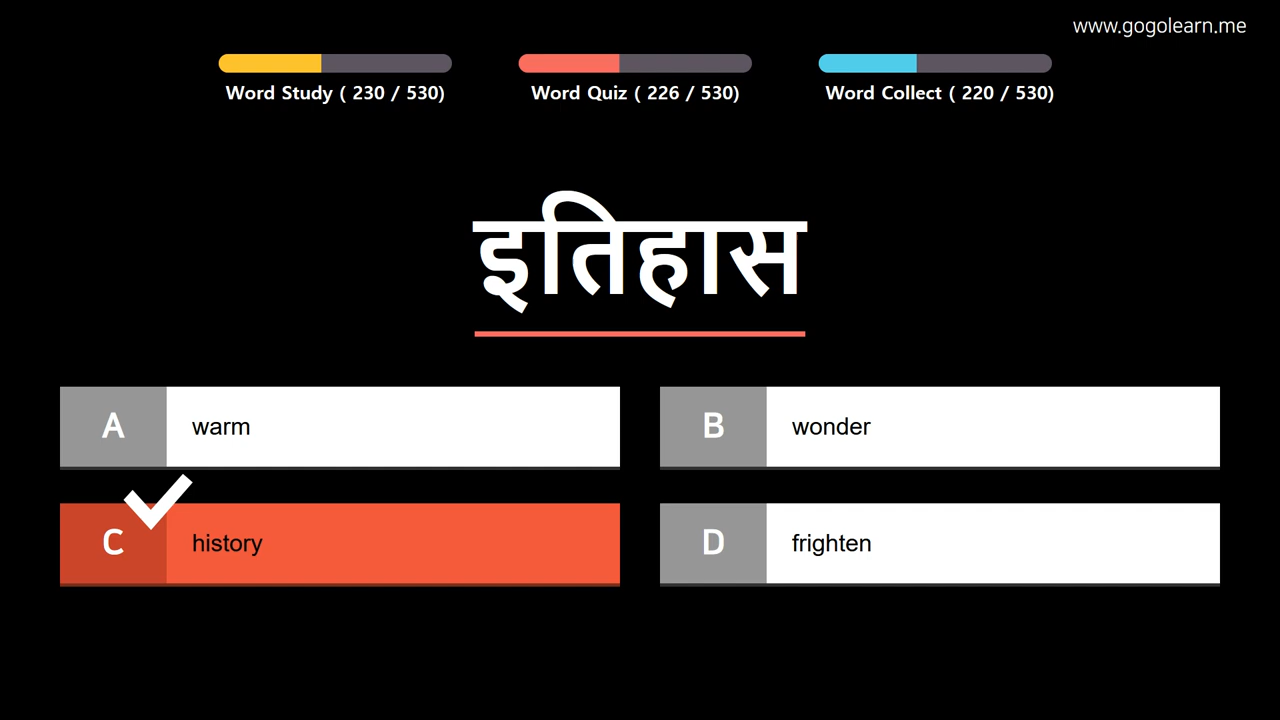 www.gogolearn.me
Word Study ( 230 / 530)
Word Quiz ( 226 / 530)
Word Collect ( 220 / 530)
इतिहास
A warm
B wonder
C history
D frighten